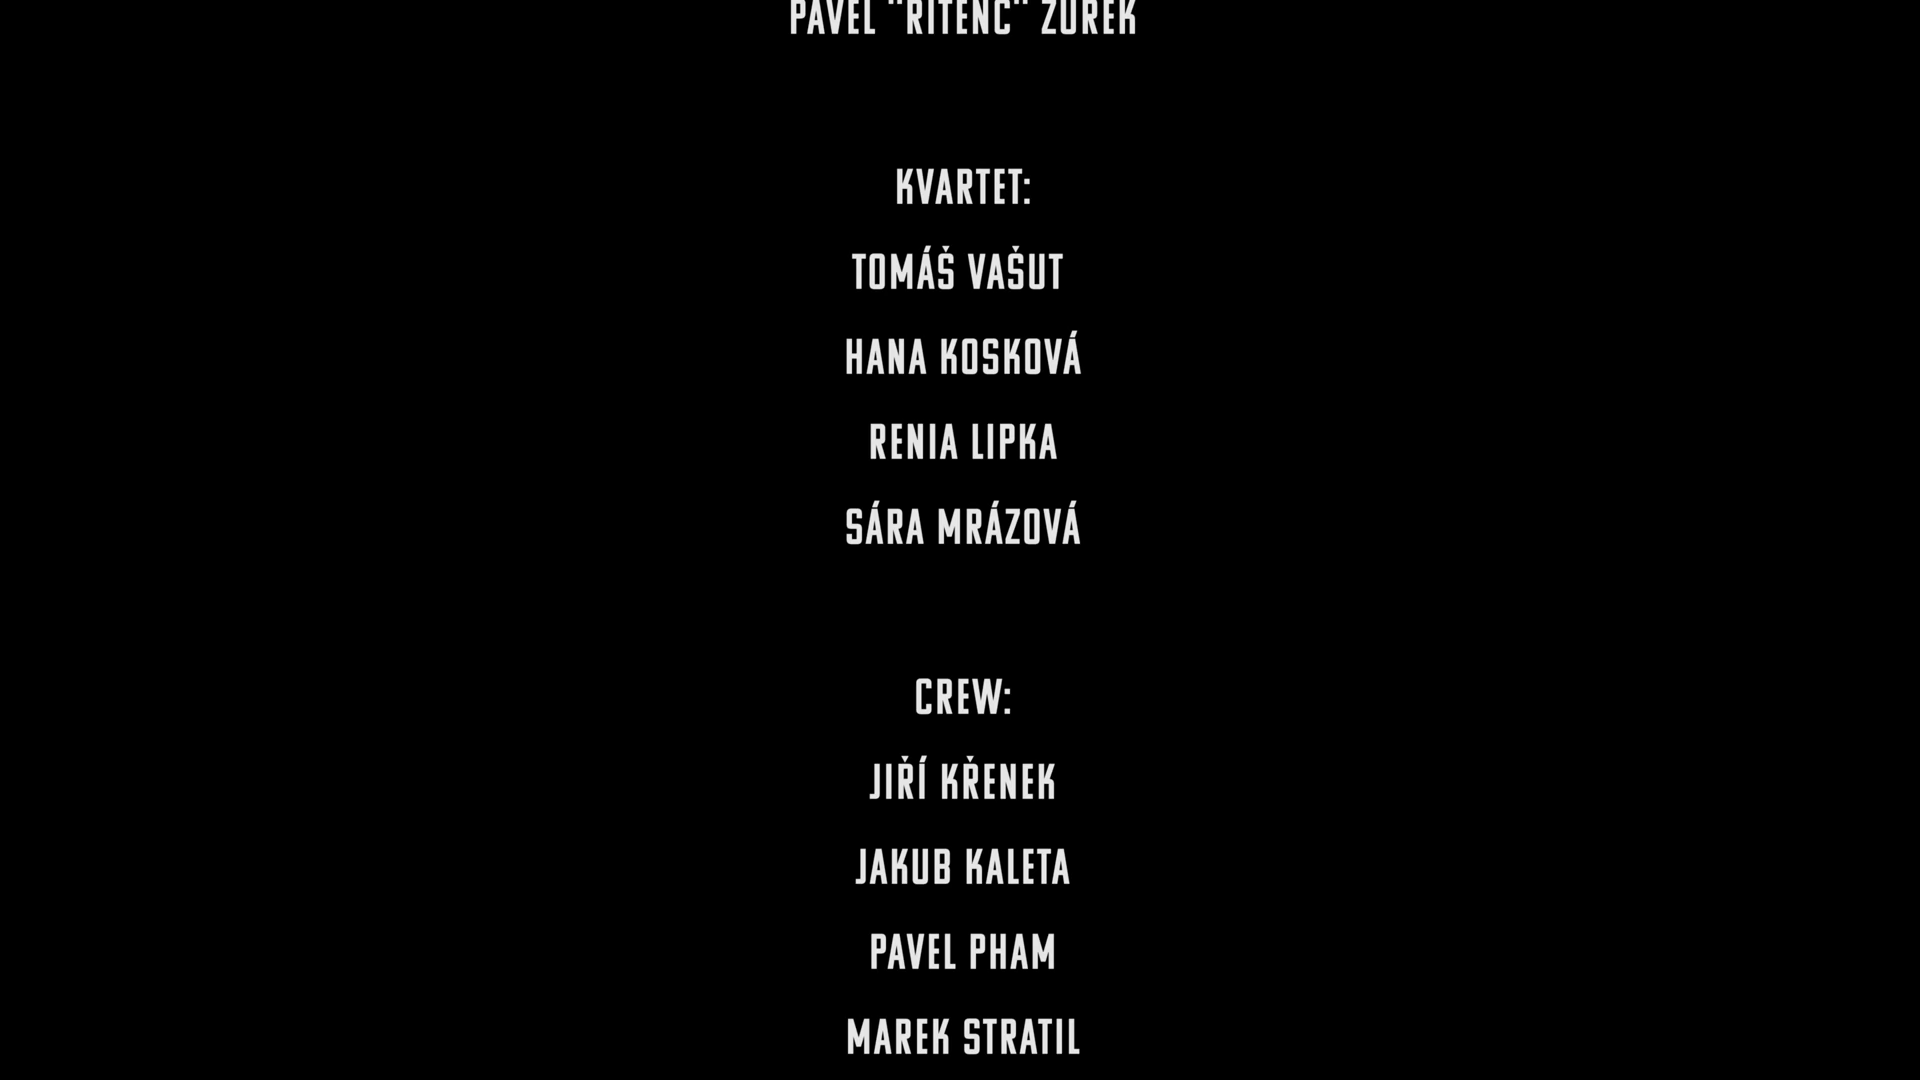 PAVEL "RITENC" ZUREK
KVARTET:
TOMÁŠ VAŠUT
HANA KOSKOVÁ
RENIA LIPKA
SÁRA MRÁZOVÁ
CREW:
JIŘÍ KŘENEK
JAKUB KALETA
PAVEL PHAM
MAREK STRATIL